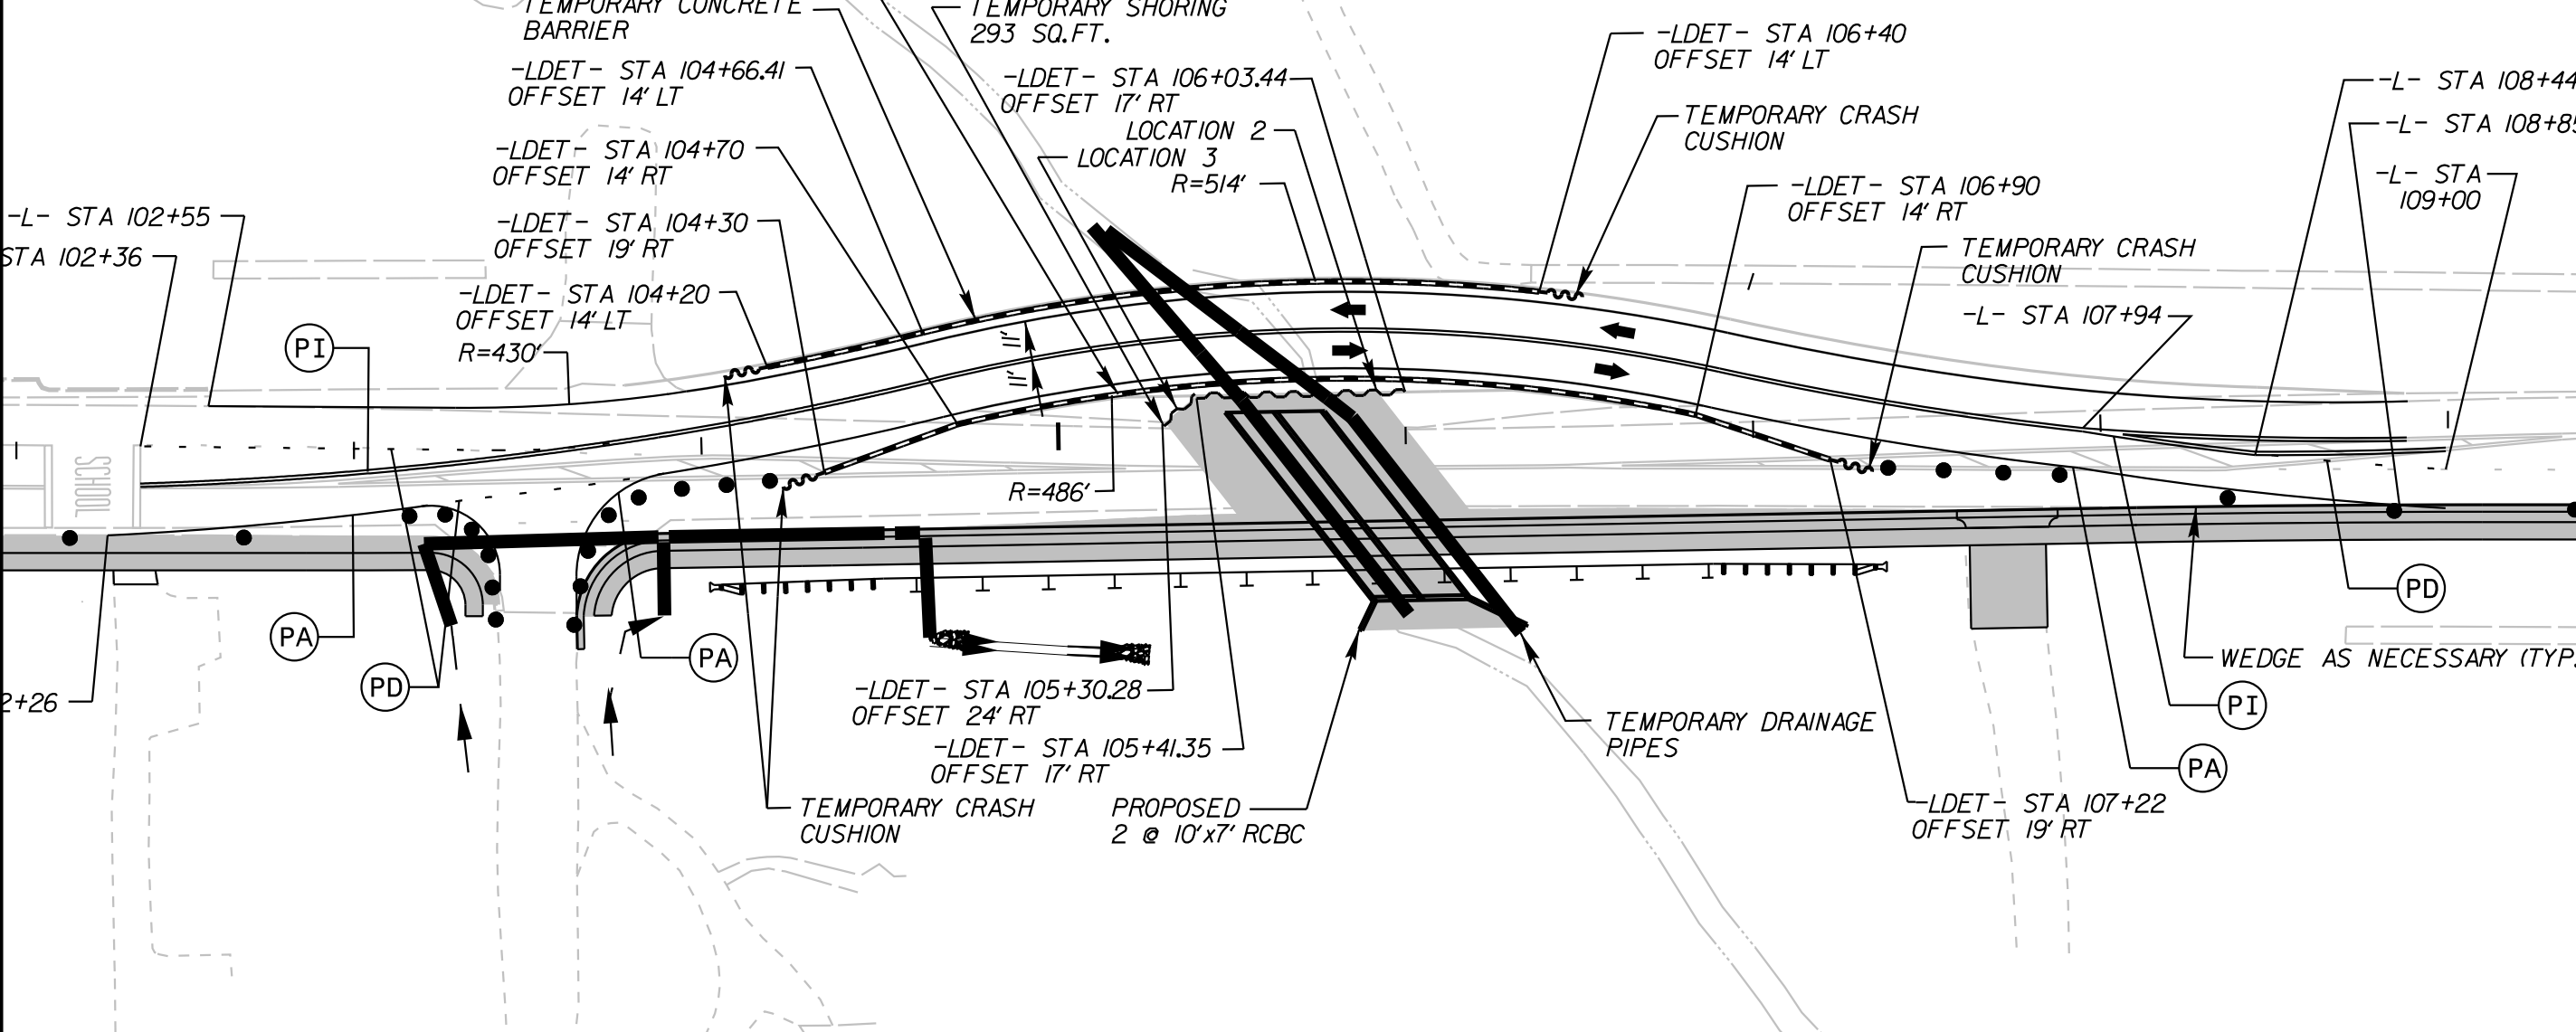 TEMPORARY CONCRETE
BARRIER
TEMPORARY SHORING
293 SQ.FT.
-LDET- STA 106+40
OFFSET 14' LT
-LDET- STA 104+66.41
OFFSET 14' LT
-LDET- STA 106+03.44
OFFSET 17' RT
-L- STA 108+44
TEMPORARY CRASH
CUSHION
-L- STA 108+85
LOCATION 2
LOCATION 3
-LDET- STA 104+70
OFFSET 14' RT
R=514'
-L- STA
109+00
-LDET- STA 106+90
OFFSET 14' RT
-L- STA 102+55
-LDET- STA 104+30
OFFSET 19' RT
STA 102+36
TEMPORARY CRASH
CUSHION
-LDET- STA 104+20
OFFSET 14' LT
-L- STA 107+94
PI
R=430'
11'
11'
SCHOOL
R=486'
PD
PA
PA
PD
WEDGE AS NECESSARY (TYP.
2+26
-LDET- STA 105+30.28
OFFSET 24' RT
PI
TEMPORARY DRAINAGE
PIPES
-LDET- STA 105+41.35
OFFSET 17' RT
PA
TEMPORARY CRASH
CUSHION
PROPOSED
2 @ 10'x7' RCBC
-LDET- STA 107+22
OFFSET 19' RT